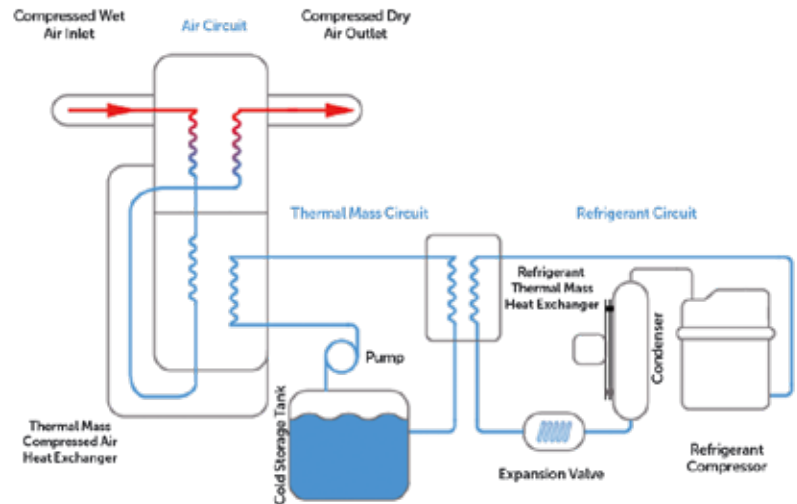 Compressed Wet
Air Inlet
Air Circuit
Compressed Dry
Air Outlet
Thermal Mass Circuit
Refrigerant Circuit
Refrigerant
Thermal Mass
Heat Exchanger
Condenser
Pump
Cold Storage Tank
Thermal Mass
Compressed Air
Heat Exchanger
Expansion Valve
Refrigerant
Compressor